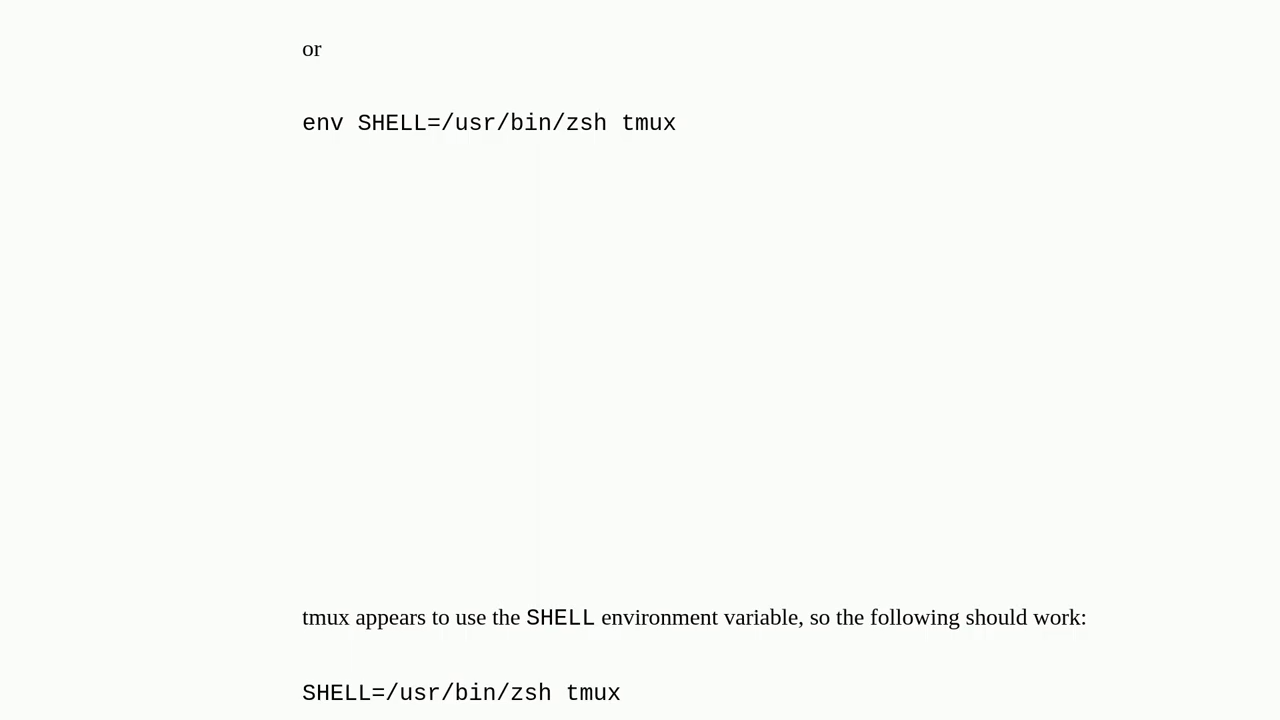 or
env SHELL=/usr/bin/zsh tmux
tmux appears to use the SHELL environment variable, so the following should work:
SHELL=/usr/bin/zsh tmux